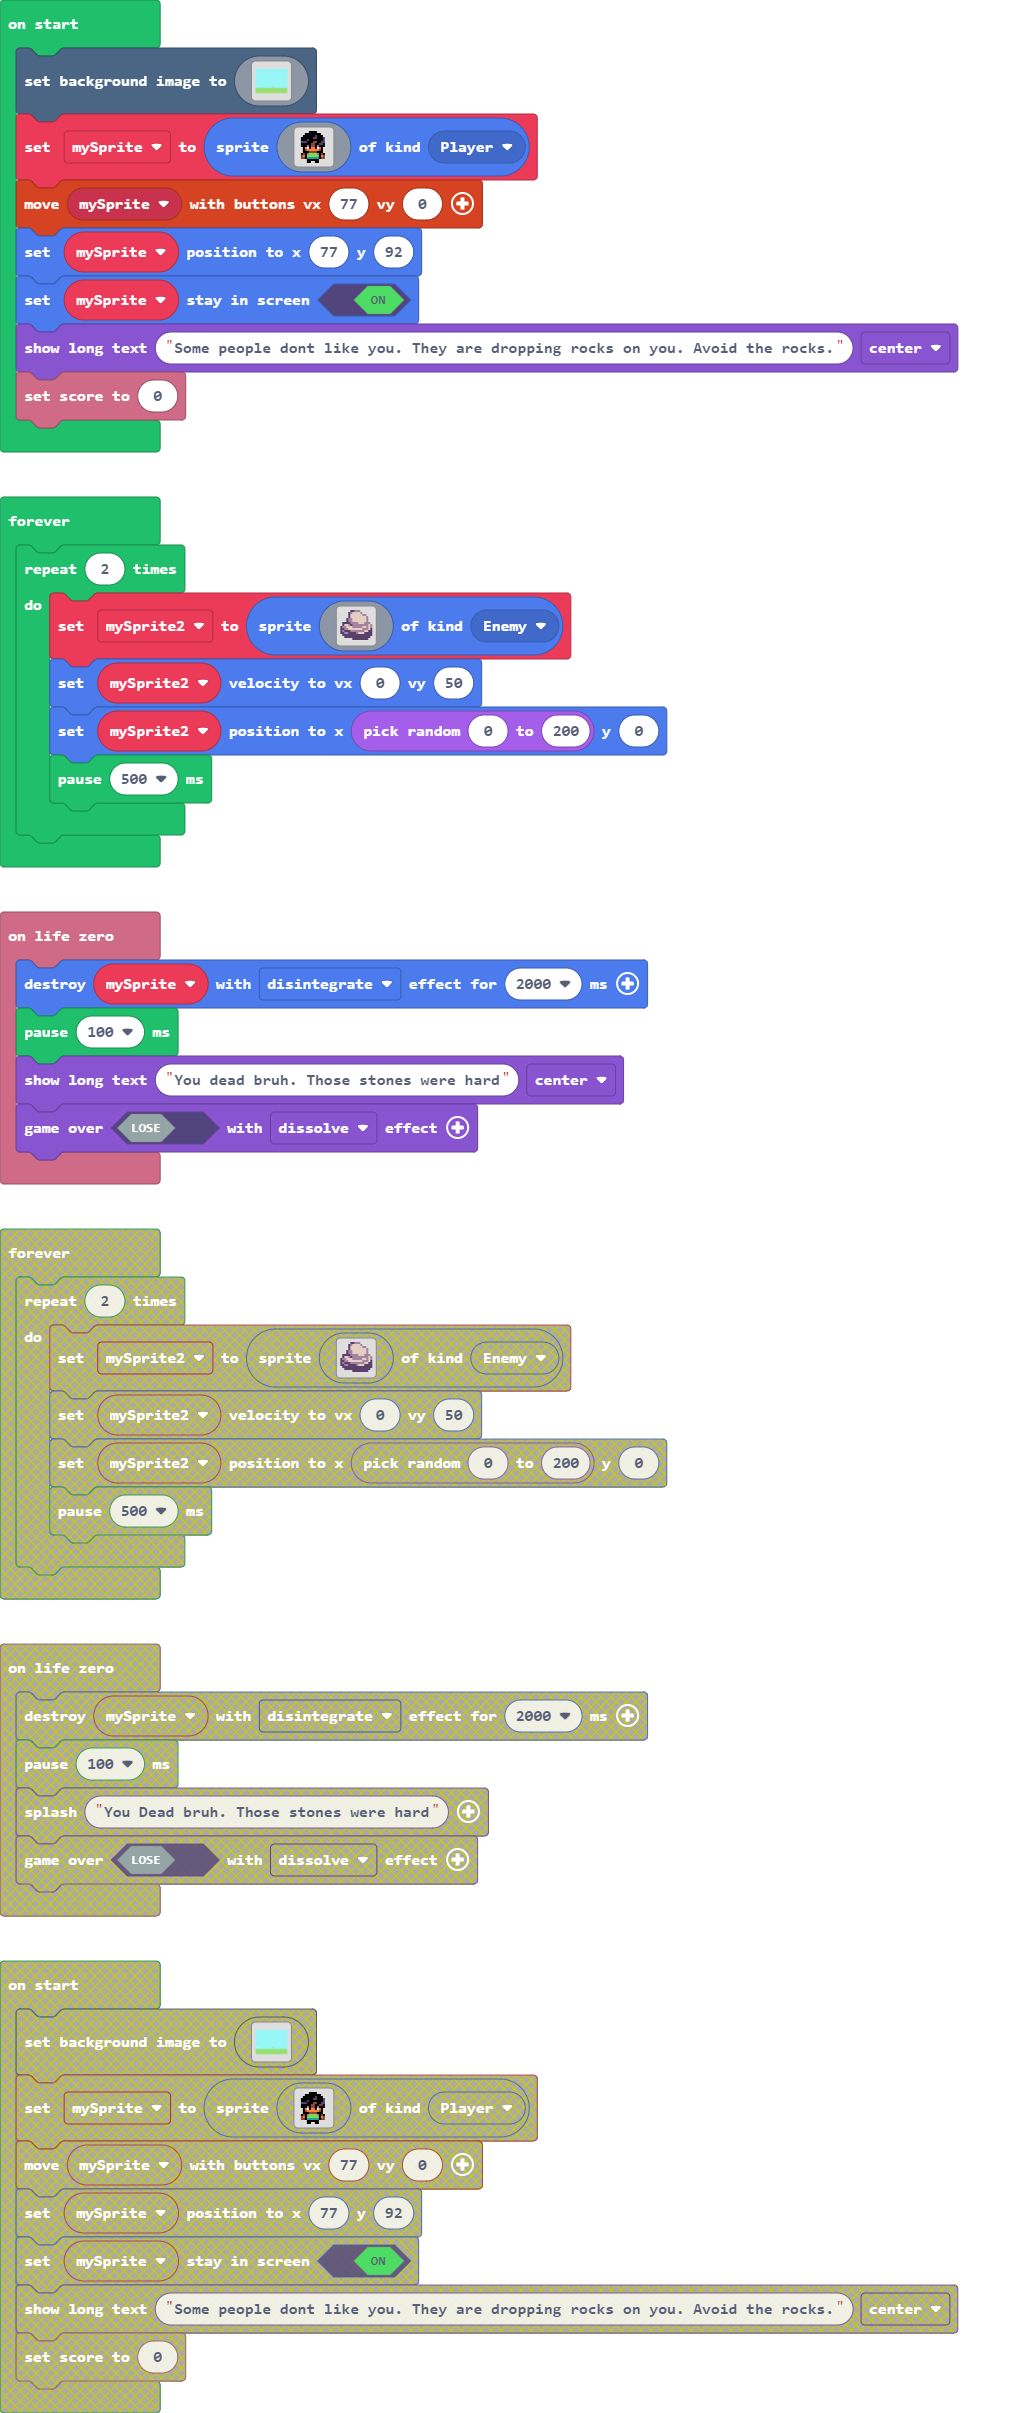 on start
set background image to
set mySprite to sprite of kind Player
move mySprite with buttons vx 77 vy 0
set mySprite position to x 77 y 92
set mySprite stay in screen ON
show long text "Some people dont like you. They are dropping rocks on you. Avoid the rocks." center
set score to 0
forever
repeat 2 times
do
set mySprite2 to sprite of kind Enemy
set mySprite2 velocity to vx 0 vy 50
set mySprite2 position to x pick random 0 to 200 y 0
pause 500 ms
on life zero
destroy mySprite with disintegrate effect for 2000 ms
pause 100 ms
show long text "You dead bruh. Those stones were hard" center
game over LOSE with dissolve effect
forever
repeat 2 times
do
set mySprite2 to sprite of kind Enemy
set mySprite2 velocity to vx 0 vy 50
set mySprite2 position to x pick random 0 to 200 y 0
pause 500 ms
on life zero
destroy mySprite with disintegrate effect for 2000 ms
pause 100 ms
splash "You Dead bruh. Those stones were hard"
game over LOSE with dissolve effect
on start
set background image to
set mySprite to sprite of kind Player
move mySprite with buttons vx 77 vy 0
set mySprite position to x 77 y 92
set mySprite stay in screen ON
show long text "Some people dont like you. They are dropping rocks on you. Avoid the rocks." center
set score to 0